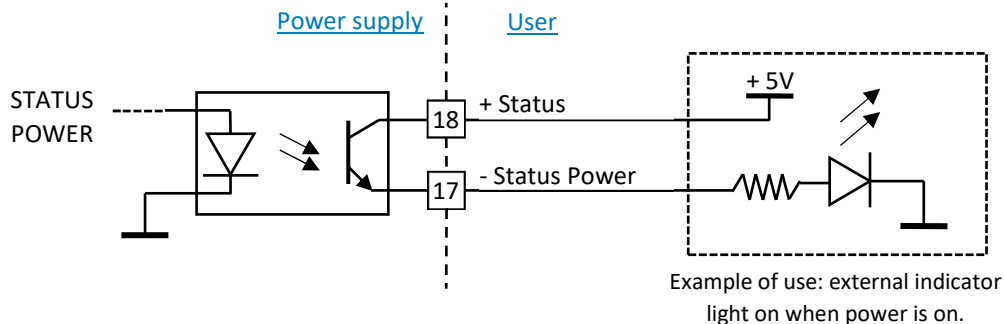 Power supply
User
STATUS
POWER
18
+ Status
+ 5V
17
- Status Power
Example of use: external indicator
light on when power is on.